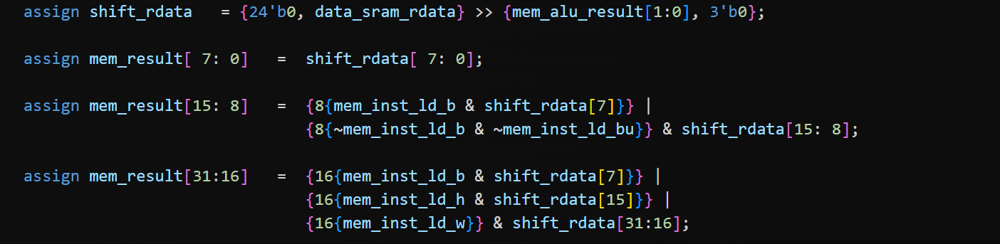 assign shift_rdata   = {24'b0, data_sram_rdata} >> {mem_alu_result[1:0], 3'b0};
assign mem_result[ 7: 0]   =  shift_rdata[ 7: 0];
assign mem_result[15: 8]   =  {8{mem_inst_ld_b & shift_rdata[7]}} |
{8{~mem_inst_ld_b & ~mem_inst_ld_bu}} & shift_rdata[15: 8];
assign mem_result[31:16]   =  {16{mem_inst_ld_b & shift_rdata[7]}} |
{16{mem_inst_ld_h & shift_rdata[15]}} |
{16{mem_inst_ld_w}} & shift_rdata[31:16];